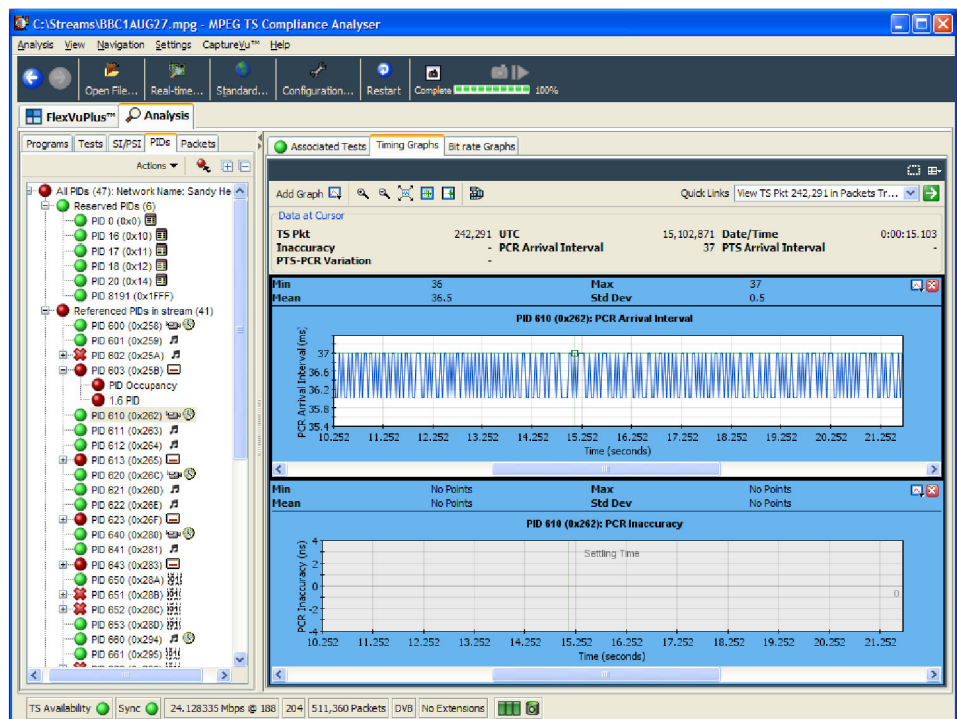 C:\Streams\BBC1AUG27.mpg - MPEG TS Compliance Analyser
Analysis View Navigation Settings CaptureVu™ Help
Open File... Real-time... Standard... Configuration... Restart Complete 100%
FlexVuPlus™ Analysis
Programs Tests SI/PSI PIDs Packets
Actions
All PIDs (47): Network Name: Sandy He
Reserved PIDs (6)
PID 0 (0x0)
PID 16 (0x10)
PID 17 (0x11)
PID 18 (0x12)
PID 20 (0x14)
PID 8191 (0x1FFF)
Referenced PIDs in stream (41)
PID 600 (0x258)
PID 601 (0x259)
PID 602 (0x25A)
PID 603 (0x25B)
PID Occupancy
1.6 PID
PID 610 (0x262)
PID 611 (0x263)
PID 612 (0x264)
PID 613 (0x265)
PID 620 (0x26C)
PID 621 (0x26D)
PID 622 (0x26E)
PID 623 (0x26F)
PID 640 (0x280)
PID 641 (0x281)
PID 643 (0x283)
PID 650 (0x28A)
PID 651 (0x28B)
PID 652 (0x28C)
PID 653 (0x28D)
PID 660 (0x294)
PID 661 (0x295)
Associated Tests Timing Graphs Bit rate Graphs
Add Graph Quick Links View TS Pkt 242,291 in Packets Tr...
Data at Cursor
TS Pkt 242,291 UTC 15,102,871 Date/Time 0:00:15.103
Inaccuracy - PCR Arrival Interval 37 PTS Arrival Interval -
PTS-PCR Variation -
Min 36 Max 37
Mean 36.5 Std Dev 0.5
PID 610 (0x262): PCR Arrival Interval
PCR Arrival Interval (ms)
37
36.6
36.2
35.8
35.4
10.252 11.252 12.252 13.252 14.252 15.252 16.252 17.252 18.252 19.252 20.252 21.252
Time (seconds)
Min No Points Max No Points
Mean No Points Std Dev No Points
PID 610 (0x262): PCR Inaccuracy
PCR Inaccuracy (ns)
Settling Time
4
2
0
0
-2
-4
10.252 11.252 12.252 13.252 14.252 15.252 16.252 17.252 18.252 19.252 20.252 21.252
Time (seconds)
TS Availability Sync 24.128335 Mbps @ 188 204 511,360 Packets DVB No Extensions